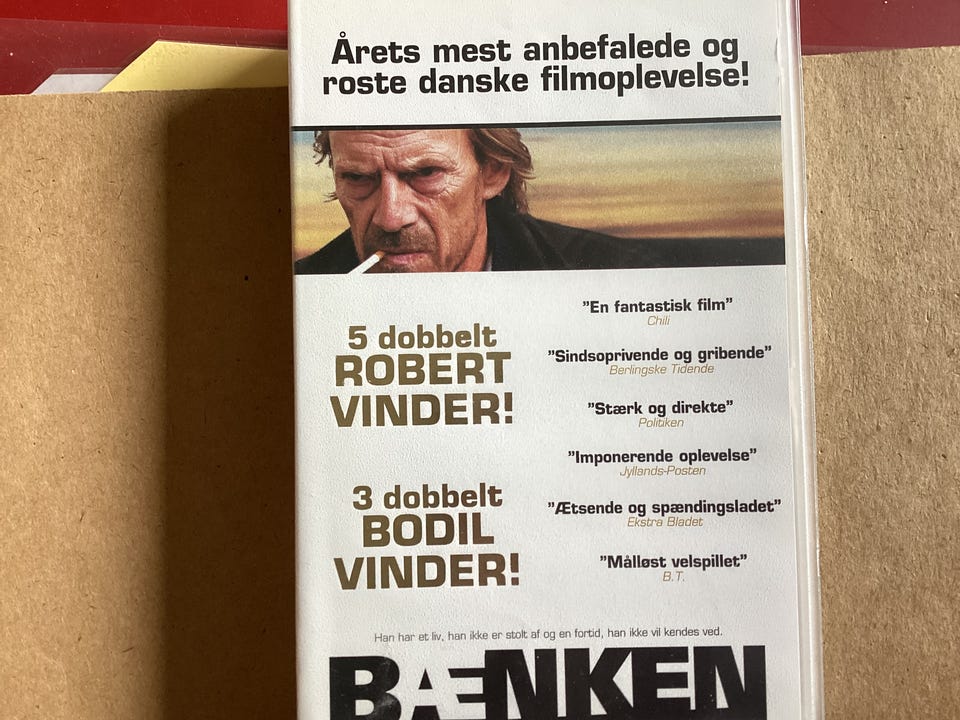 Årets mest anbefalede og
roste danske filmoplevelse!
5 dobbelt
ROBERT
VINDER!
3 dobbelt
BODIL
VINDER!
"En fantastisk film"
Chili
"Sindsoprivende og gribende"
Berlingske Tidende
"Stærk og direkte"
Politiken
"Imponerende oplevelse"
Jyllands-Posten
"Ætsende og spændingsladet"
Ekstra Bladet
"Målløst velspillet"
B.T.
Han har et liv, han ikke er stolt af og en fortid, han ikke vil kendes ved.
BÆNKEN